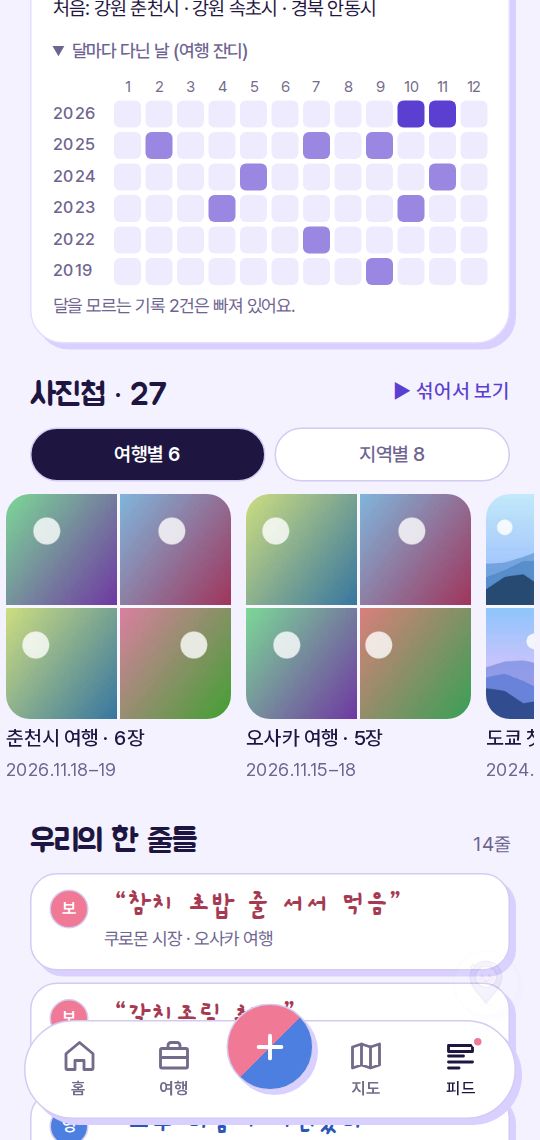 처음: 강원 춘천시 · 강원 속초시 · 경북 안동시
▼ 달마다 다닌 날 (여행 잔디)
1 2 3 4 5 6 7 8 9 10 11 12
2026
2025
2024
2023
2022
2019
달을 모르는 기록 2건은 빠져 있어요.
사진첩 · 27
▶ 섞어서 보기
여행별 6
지역별 8
춘천시 여행 · 6장
2026.11.18–19
오사카 여행 · 5장
2026.11.15–18
도쿄
2024.
우리의 한 줄들
14줄
보
“참치 초밥 줄 서서 먹음”
쿠로몬 시장 · 오사카 여행
보
“갈치조림
홈
여행
+
지도
피드